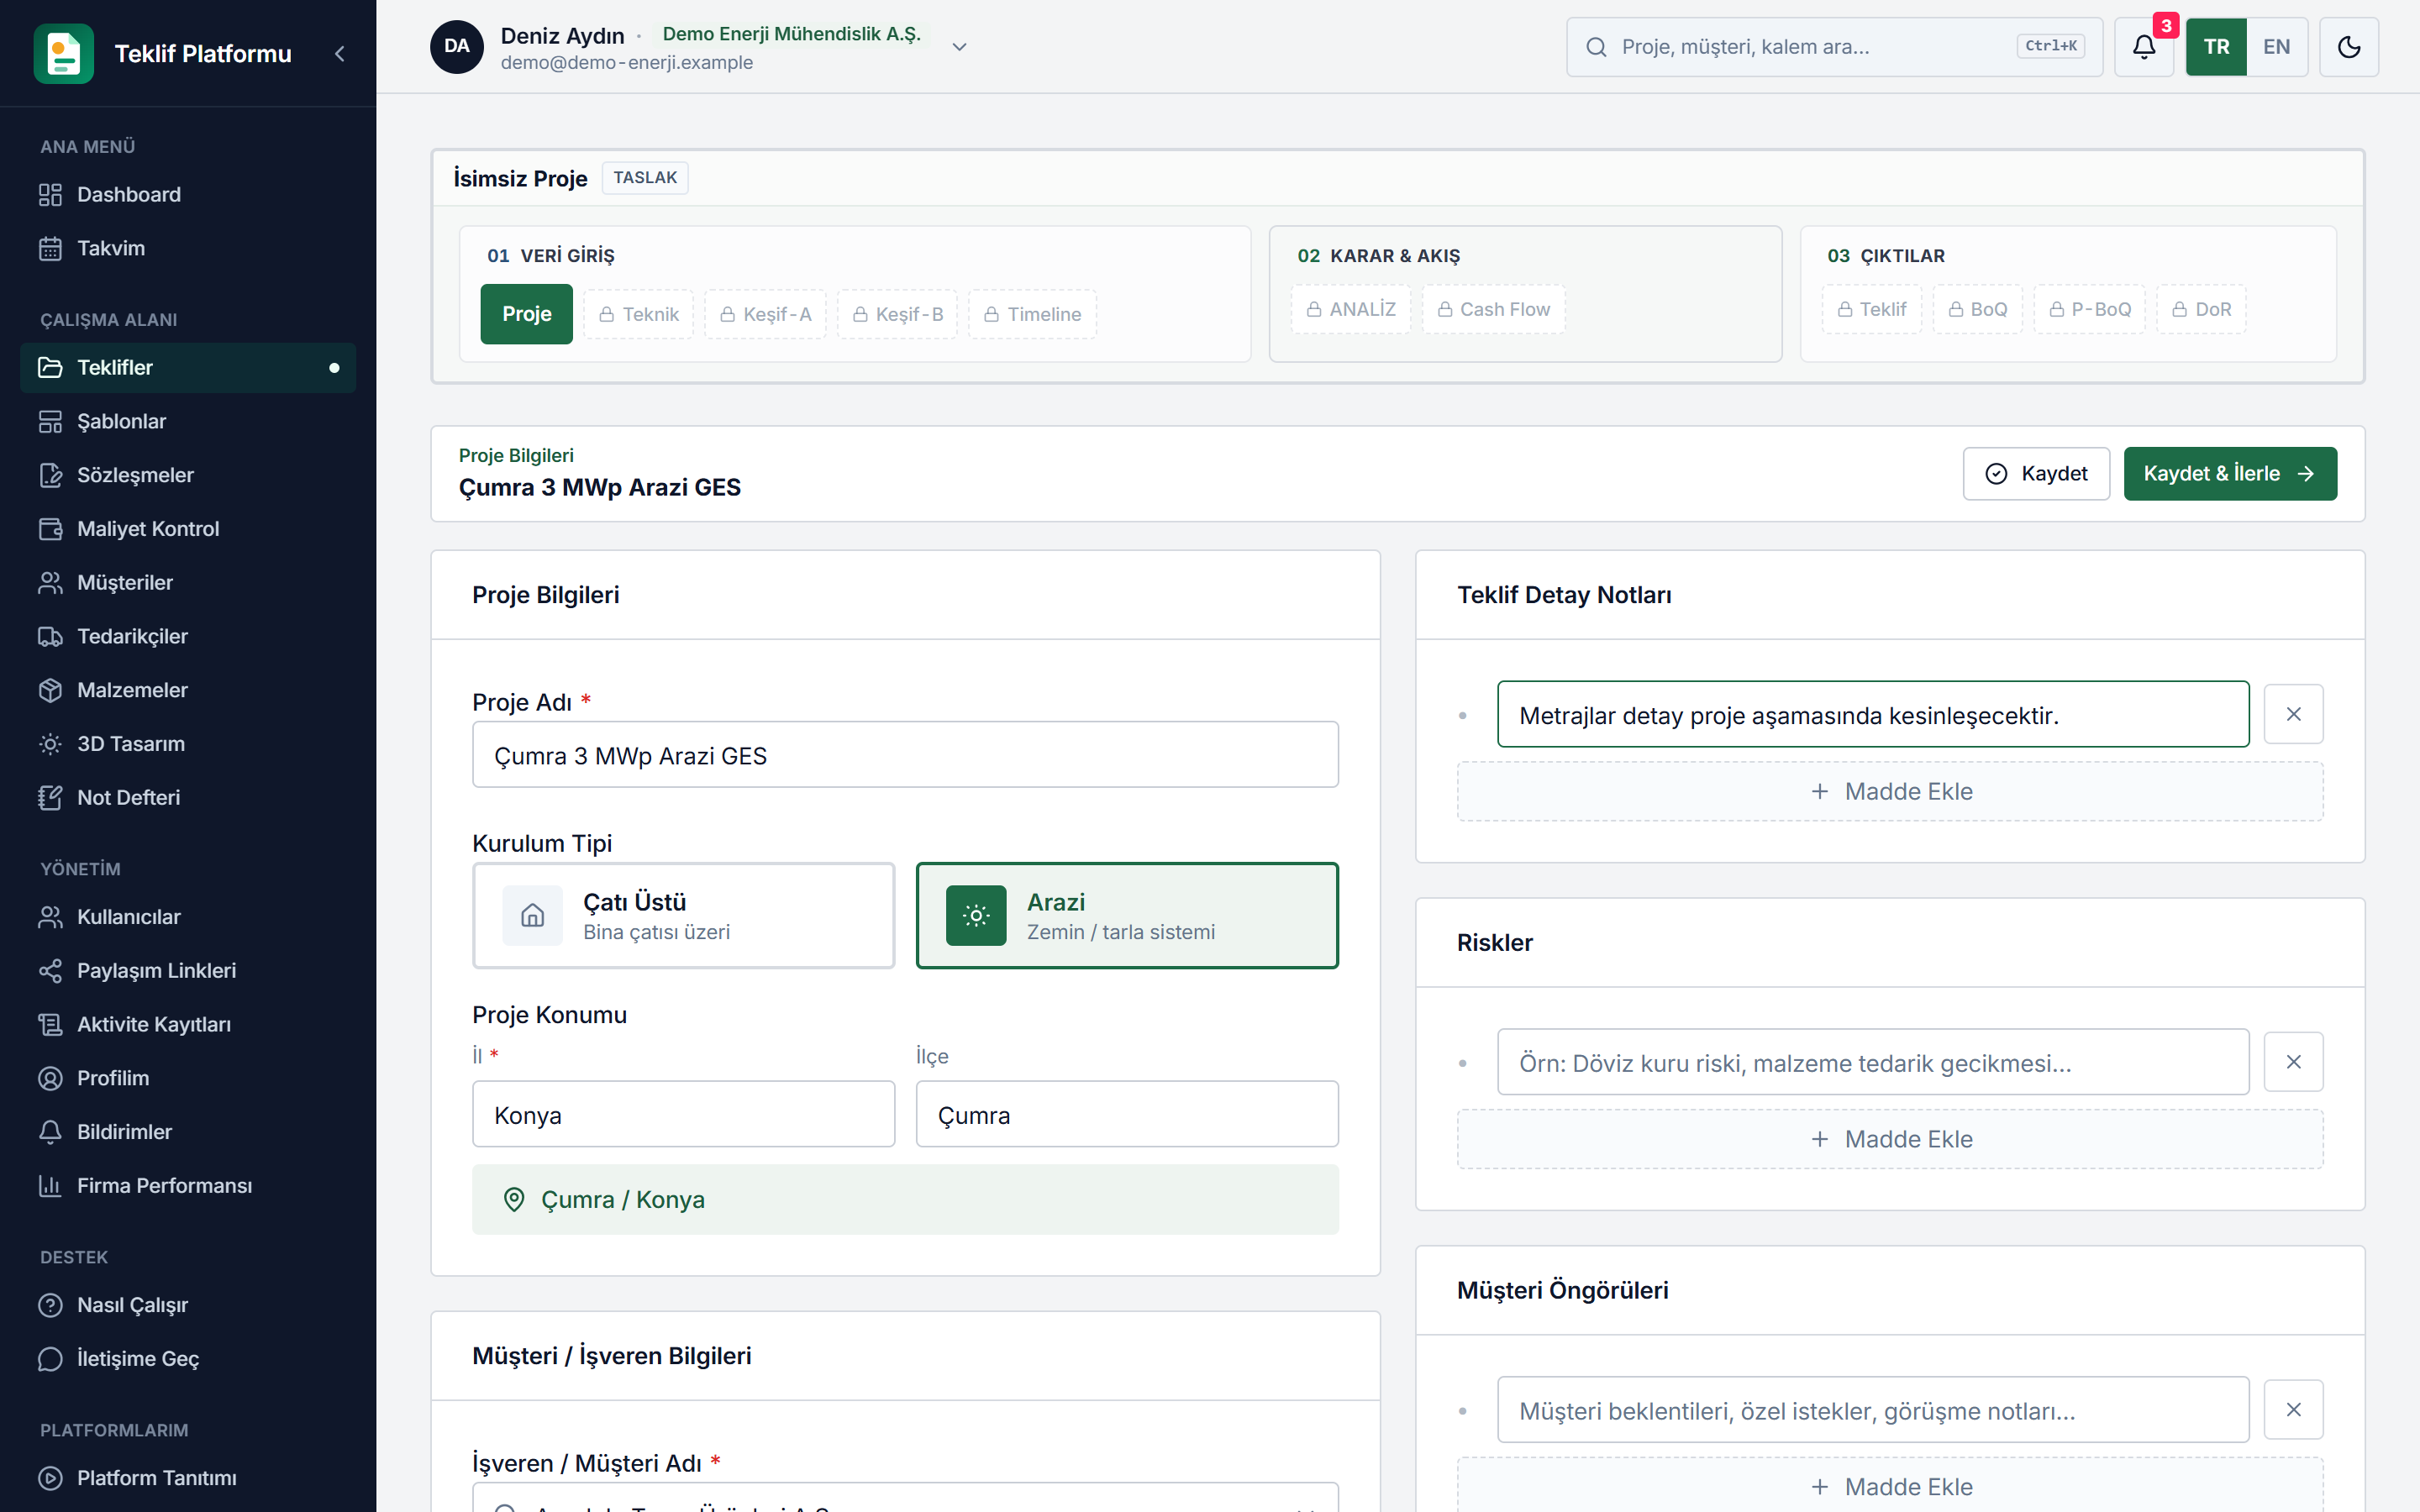 Teklif Platformu
ANA MENÜ
Dashboard
Takvim
ÇALIŞMA ALANI
Teklifler
Şablonlar
Sözleşmeler
Maliyet Kontrol
Müşteriler
Tedarikçiler
Malzemeler
3D Tasarım
Not Defteri
YÖNETİM
Kullanıcılar
Paylaşım Linkleri
Aktivite Kayıtları
Profilim
Bildirimler
Firma Performansı
DESTEK
Nasıl Çalışır
İletişime Geç
PLATFORMLARIM
Platform Tanıtımı
DA
Deniz Aydın · Demo Enerji Mühendislik A.Ş.
demo@demo-enerji.example
Proje, müşteri, kalem ara...
Ctrl+K
3
TR
EN
İsimsiz Proje
TASLAK
01 VERİ GİRİŞ
Proje
Teknik
Keşif-A
Keşif-B
Timeline
02 KARAR & AKIŞ
ANALİZ
Cash Flow
03 ÇIKTILAR
Teklif
BoQ
P-BoQ
DoR
Proje Bilgileri
Çumra 3 MWp Arazi GES
Kaydet
Kaydet & İlerle
Proje Bilgileri
Proje Adı *
Çumra 3 MWp Arazi GES
Kurulum Tipi
Çatı Üstü
Bina çatısı üzeri
Arazi
Zemin / tarla sistemi
Proje Konumu
İl *
İlçe
Konya
Çumra
Çumra / Konya
Müşteri / İşveren Bilgileri
İşveren / Müşteri Adı *
Teklif Detay Notları
Metrajlar detay proje aşamasında kesinleşecektir.
Madde Ekle
Riskler
Örn: Döviz kuru riski, malzeme tedarik gecikmesi...
Madde Ekle
Müşteri Öngörüleri
Müşteri beklentileri, özel istekler, görüşme notları...
Madde Ekle